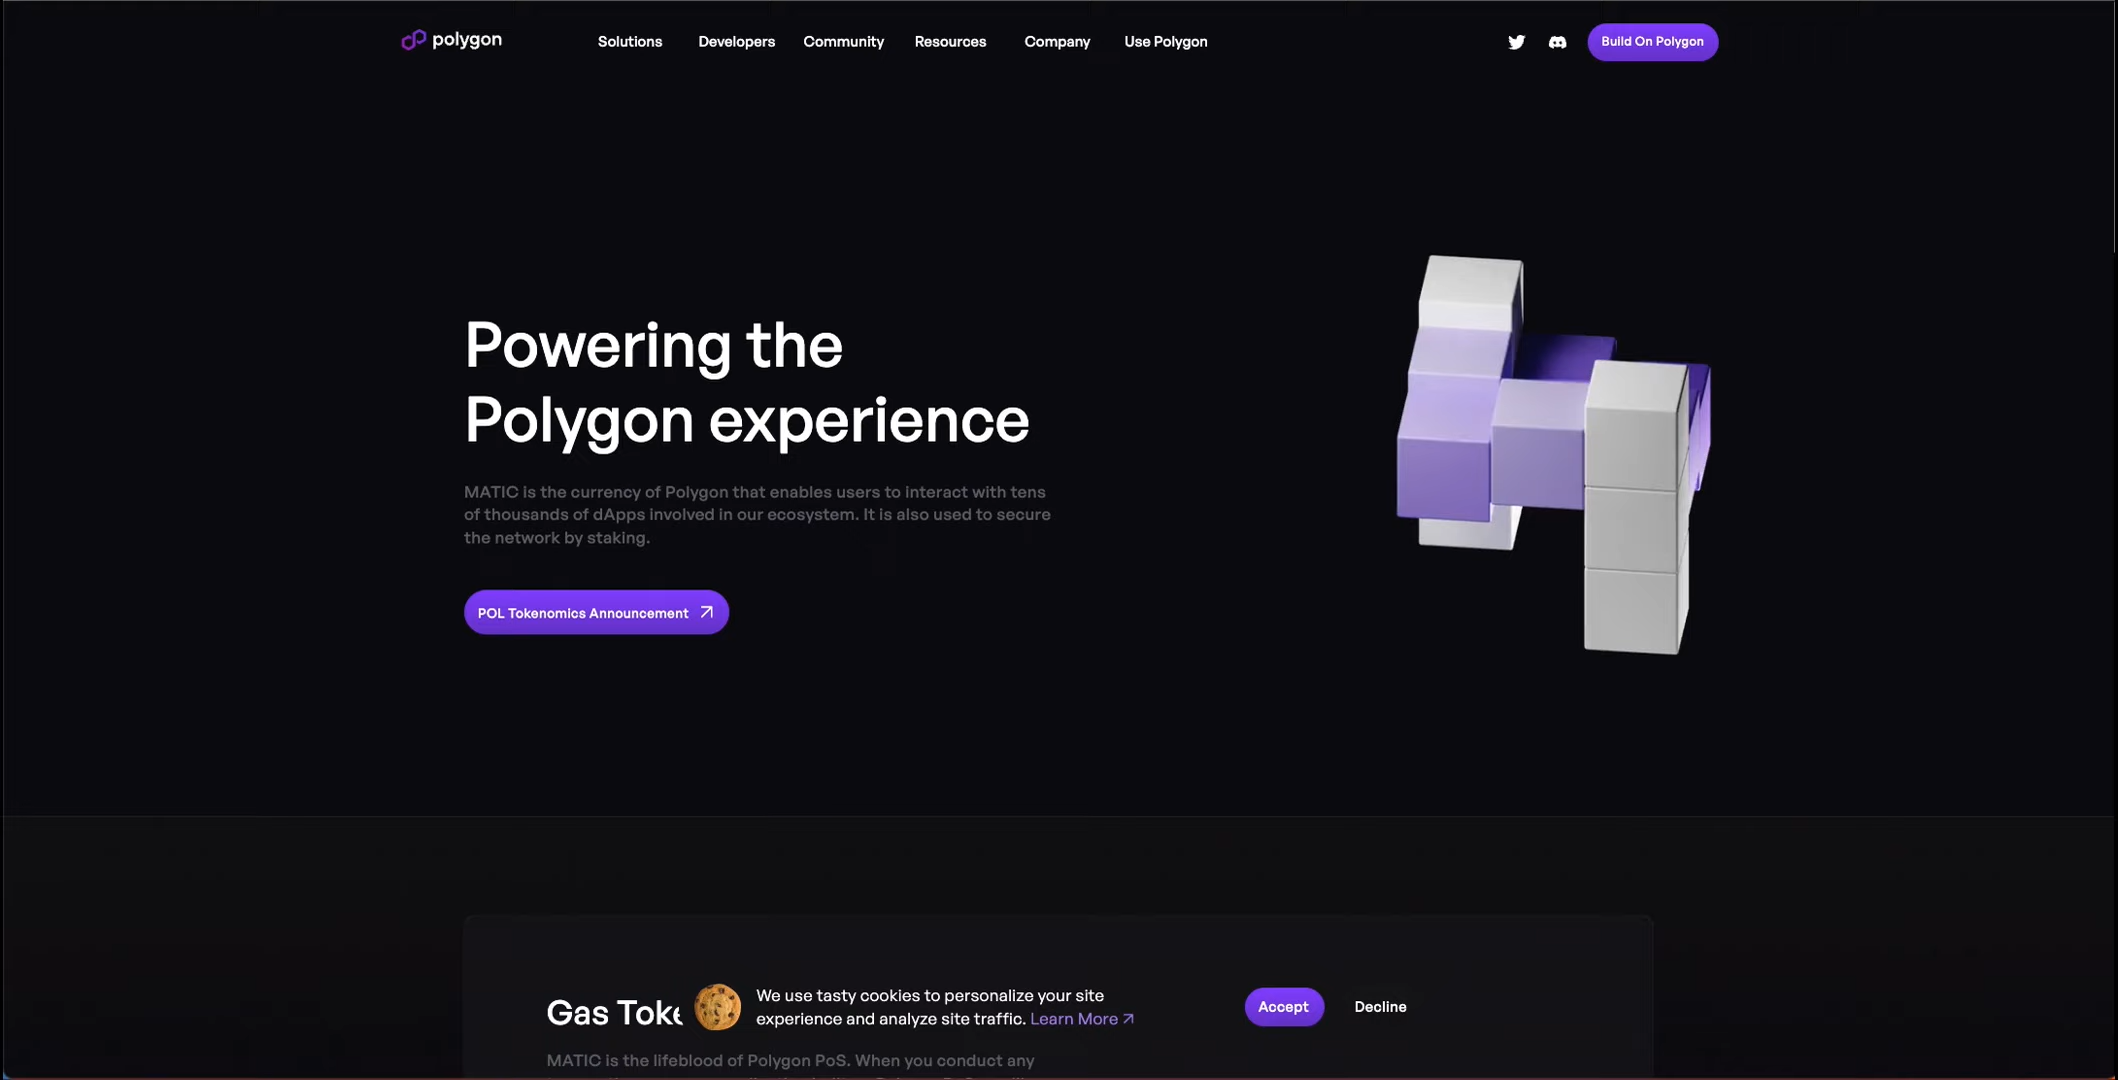 polygon
Solutions Developers Community Resources Company Use Polygon
Build On Polygon
Powering the
Polygon experience
MATIC is the currency of Polygon that enables users to interact with tens
of thousands of dApps involved in our ecosystem. It is also used to secure
the network by staking.
POL Tokenomics Announcement
Gas Toke
We use tasty cookies to personalize your site
experience and analyze site traffic. Learn More
Accept
Decline
MATIC is the lifeblood of Polygon PoS. When you conduct any